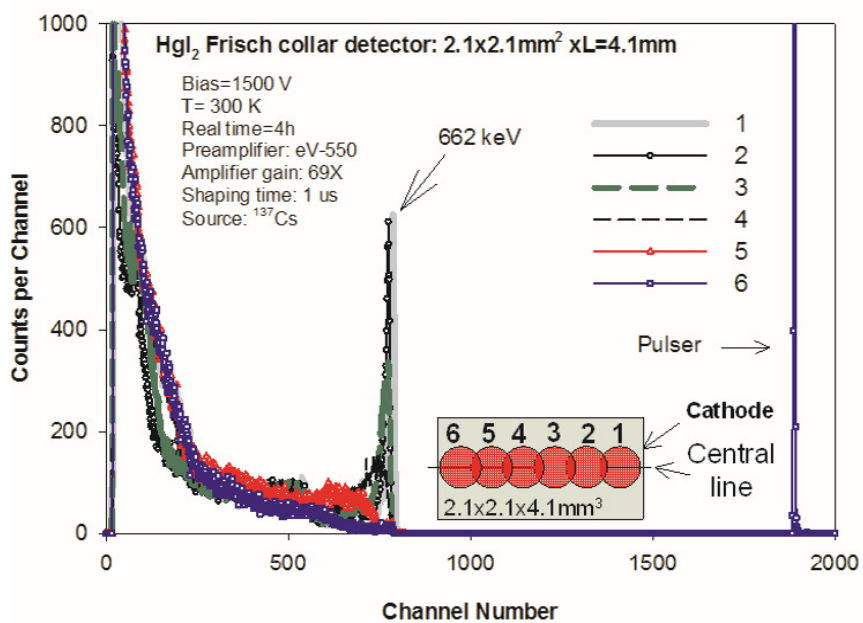 HgI₂ Frisch collar detector: 2.1x2.1mm² xL=4.1mm
Bias=1500 V
T= 300 K
Real time=4h
Preamplifier: eV-550
Amplifier gain: 69X
Shaping time: 1 us
Source: ¹³⁷Cs
662 keV
1
2
3
4
5
6
Pulser
Cathode
Central
line
6 5 4 3 2 1
2.1x2.1x4.1mm³
Counts per Channel
1000
800
600
400
200
0
0 500 1000 1500 2000
Channel Number